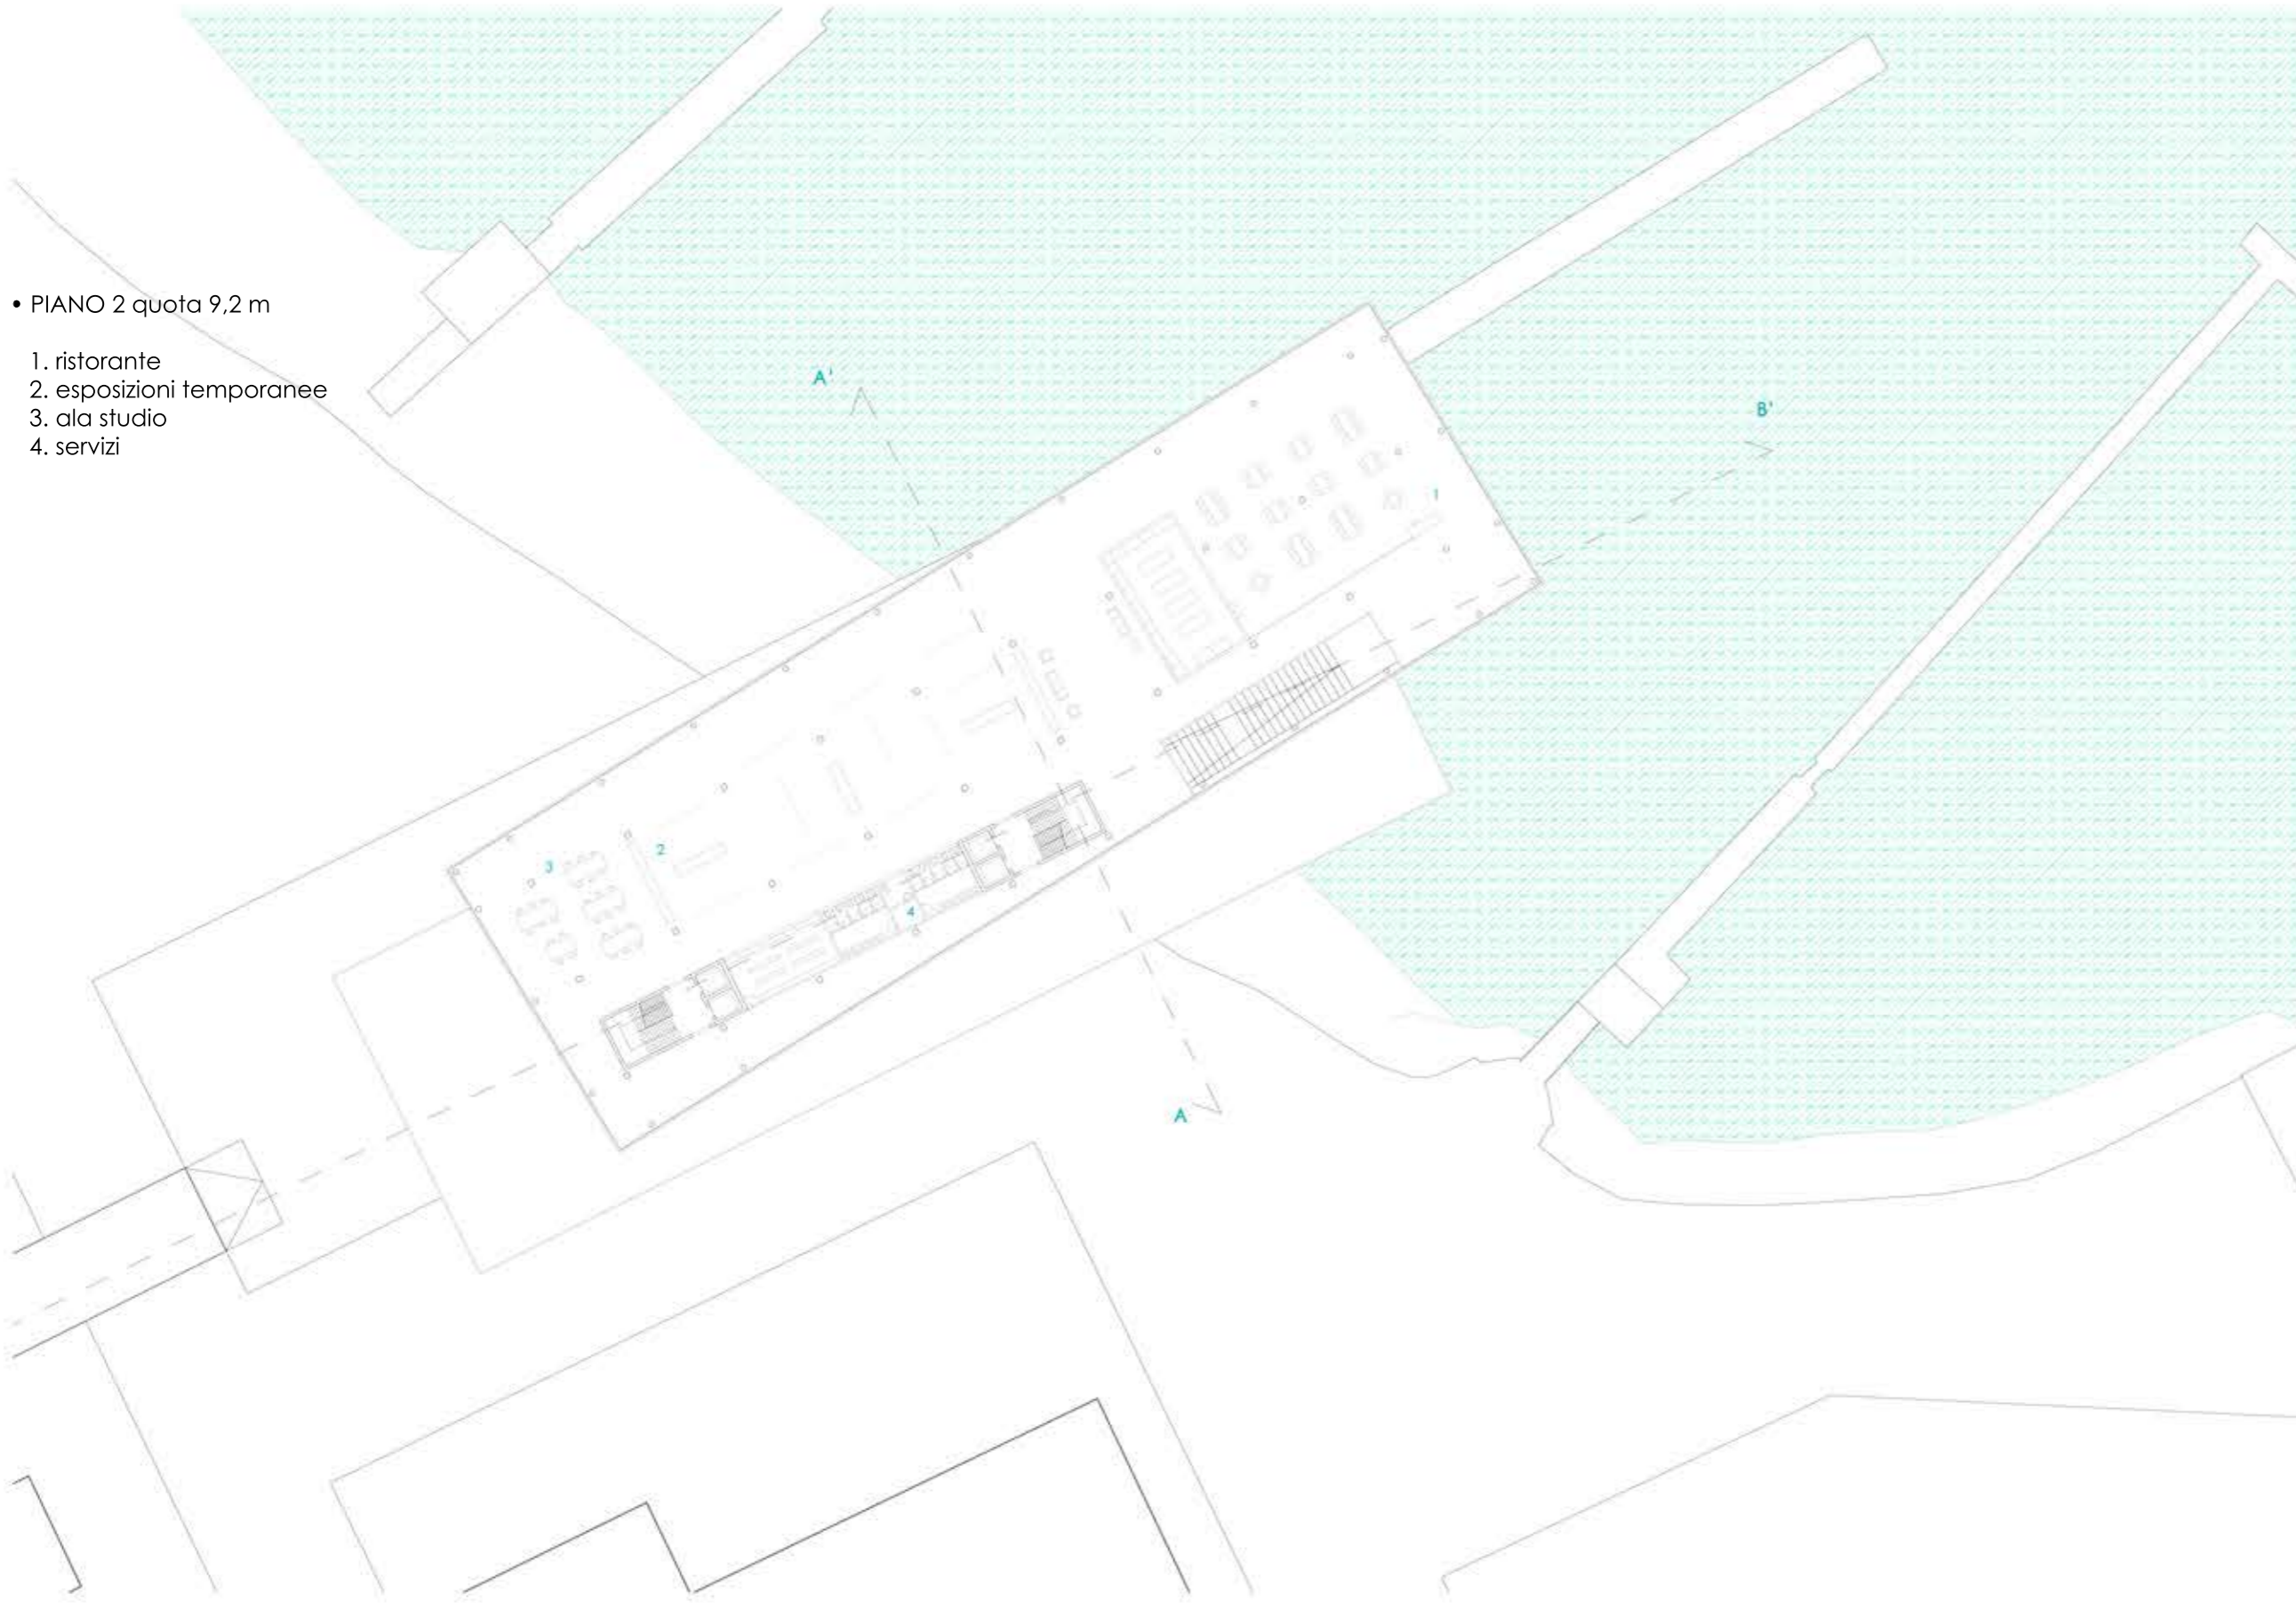 • PIANO 2 quota 9,2 m
1. ristorante
2. esposizioni temporanee
3. ala studio
4. servizi
A'
B'
1
2
3
4
A